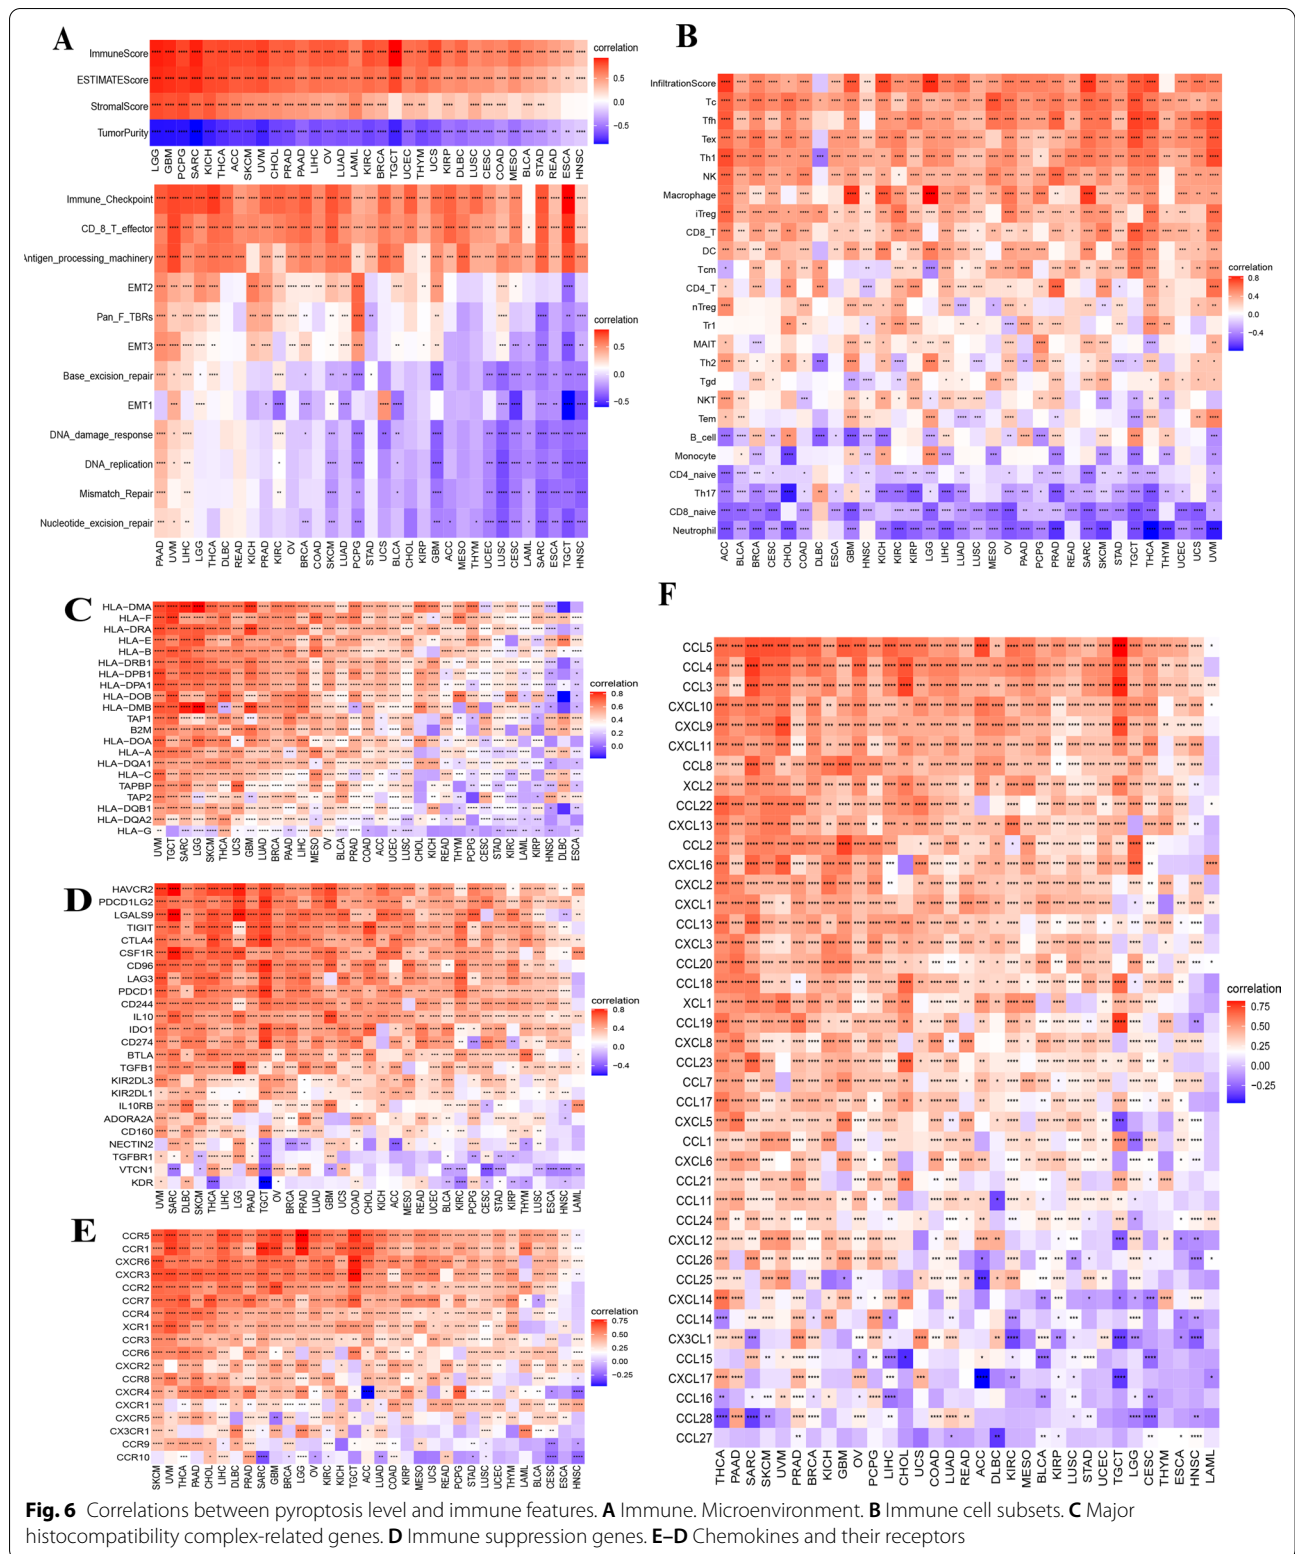 A
ImmuneScore
ESTIMATEScore
StromalScore
TumorPurity
correlation
0.5
0.0
−0.5
LGG GBM PCPG SARC KICH THCA ACC SKCM UVM CHOL PRAD PAAD LIHC OV LUAD LAML KIRC BRCA TGCT UCEC THYM UCS KIRP DLBC LUSC CESC COAD MESO BLCA STAD READ ESCA HNSC
Immune_Checkpoint
CD_8_T_effector
Antigen_processing_machinery
EMT2
Pan_F_TBRs
EMT3
Base_excision_repair
EMT1
DNA_damage_response
DNA_replication
Mismatch_Repair
Nucleotide_excision_repair
correlation
0.5
0.0
−0.5
PAAD UVM LIHC LGG THCA DLBC READ KICH PRAD KIRC OV BRCA COAD SKCM LUAD PCPG STAD UCS BLCA CHOL KIRP GBM ACC MESO THYM UCEC LUSC CESC LAML SARC ESCA TGCT HNSC
B
InfiltrationScore
Tc
Tfh
Tex
Th1
NK
Macrophage
iTreg
CD8_T
DC
Tcm
CD4_T
nTreg
Tr1
MAIT
Th2
Tgd
NKT
Tem
B_cell
Monocyte
CD4_naive
Th17
CD8_naive
Neutrophil
correlation
0.8
0.4
0.0
−0.4
ACC BLCA BRCA CESC CHOL COAD DLBC ESCA GBM HNSC KICH KIRC KIRP LGG LIHC LUAD LUSC MESO OV PAAD PCPG PRAD READ SARC SKCM STAD TGCT THCA THYM UCEC UCS UVM
C
HLA−DMA
HLA−F
HLA−DRA
HLA−E
HLA−B
HLA−DRB1
HLA−DPB1
HLA−DPA1
HLA−DOB
HLA−DMB
TAP1
B2M
HLA−DOA
HLA−A
HLA−DQA1
HLA−C
TAPBP
TAP2
HLA−DQB1
HLA−DQA2
HLA−G
correlation
0.8
0.6
0.4
0.2
0.0
UVM TGCT SARC LGG SKCM THCA UCS GBM LUAD BRCA PAAD LIHC MESO OV BLCA PRAD COAD ACC UCEC LUSC CHOL KICH READ THYM PCPG CESC STAD KIRC LAML KIRP HNSC DLBC ESCA
D
HAVCR2
PDCD1LG2
LGALS9
TIGIT
CTLA4
CSF1R
CD96
LAG3
PDCD1
CD244
IL10
IDO1
CD274
BTLA
TGFB1
KIR2DL3
KIR2DL1
IL10RB
ADORA2A
CD160
NECTIN2
TGFBR1
VTCN1
KDR
correlation
0.8
0.4
0.0
−0.4
UVM SARC DLBC SKCM THCA LIHC LGG PAAD TGCT OV BRCA PRAD LUAD GBM UCS COAD CHOL KICH ACC MESO READ UCEC BLCA KIRC PCPG CESC STAD KIRP THYM LUSC ESCA HNSC LAML
E
CCR5
CCR1
CXCR6
CXCR3
CCR2
CCR7
CCR4
XCR1
CCR3
CCR6
CXCR2
CCR8
CXCR4
CXCR1
CXCR5
CX3CR1
CCR9
CCR10
correlation
0.75
0.50
0.25
0.00
−0.25
SKCM UVM THCA PAAD CHOL LIHC DLBC PRAD SARC GBM BRCA LGG OV KIRC KICH TGCT ACC LUAD COAD KIRP MESO UCS READ PCPG STAD LUSC UCEC THYM LAML BLCA CESC ESCA HNSC
F
CCL5
CCL4
CCL3
CXCL10
CXCL9
CXCL11
CCL8
XCL2
CCL22
CXCL13
CCL2
CXCL16
CXCL2
CXCL1
CCL13
CXCL3
CCL20
CCL18
XCL1
CCL19
CXCL8
CCL23
CCL7
CCL17
CXCL5
CCL1
CXCL6
CCL21
CCL11
CCL24
CXCL12
CCL26
CCL25
CXCL14
CCL14
CX3CL1
CCL15
CXCL17
CCL16
CCL28
CCL27
correlation
0.75
0.50
0.25
0.00
−0.25
THCA PAAD SARC SKCM UVM PRAD BRCA KICH GBM OV PCPG LIHC CHOL UCS COAD LUAD READ ACC DLBC KIRC MESO BLCA KIRP LUSC STAD UCEC TGCT LGG CESC THYM ESCA HNSC LAML
Fig. 6 Correlations between pyroptosis level and immune features. A Immune. Microenvironment. B Immune cell subsets. C Major
histocompatibility complex-related genes. D Immune suppression genes. E–D Chemokines and their receptors